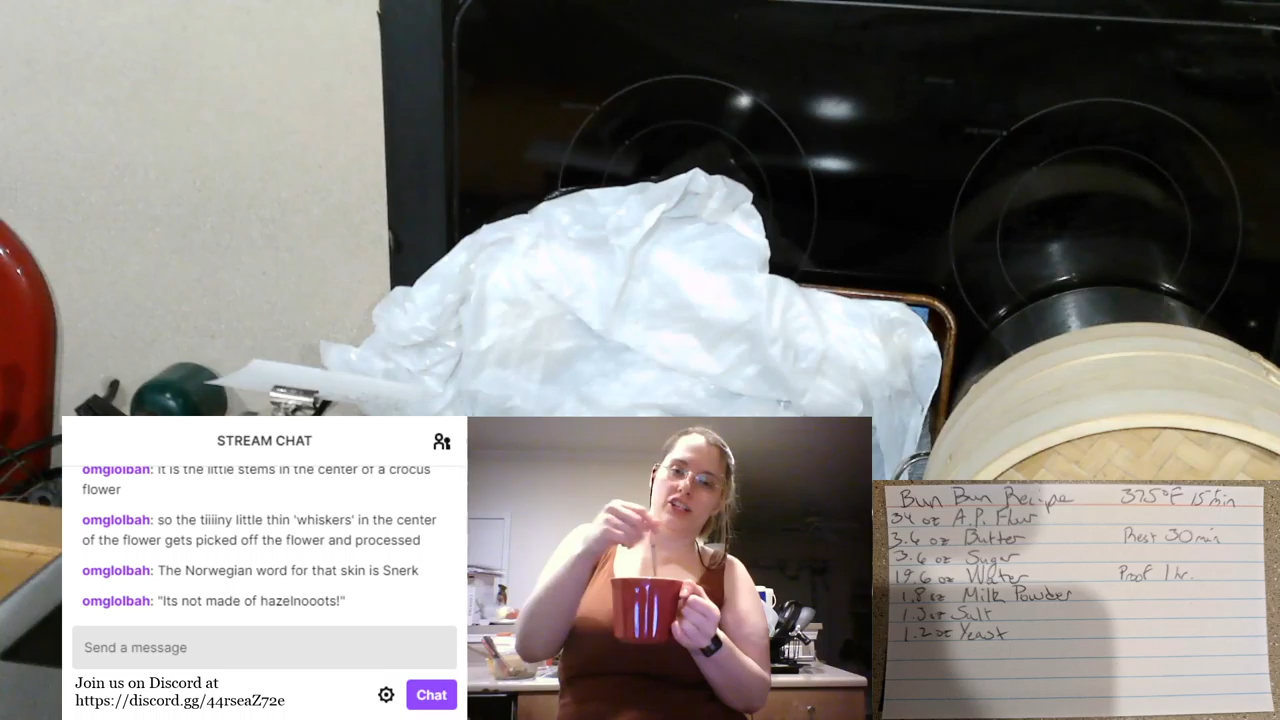 STREAM CHAT
omglolbah: it is the little stems in the center of a crocus
flower
omglolbah: so the tiiiiny little thin 'whiskers' in the center
of the flower gets picked off the flower and processed
omglolbah: The Norwegian word for that skin is Snerk
omglolbah: "Its not made of hazelnooots!"
Send a message
Join us on Discord at
https://discord.gg/44rseaZ72e
Chat
Bun Bun Recipe 375°F 15 min
34 oz A.P. Flour
3.6 oz Butter Rest 30 min
3.6 oz Sugar
19.6 oz Water Proof 1 hr.
1.8 oz Milk Powder
oz Salt
1.2 oz Yeast